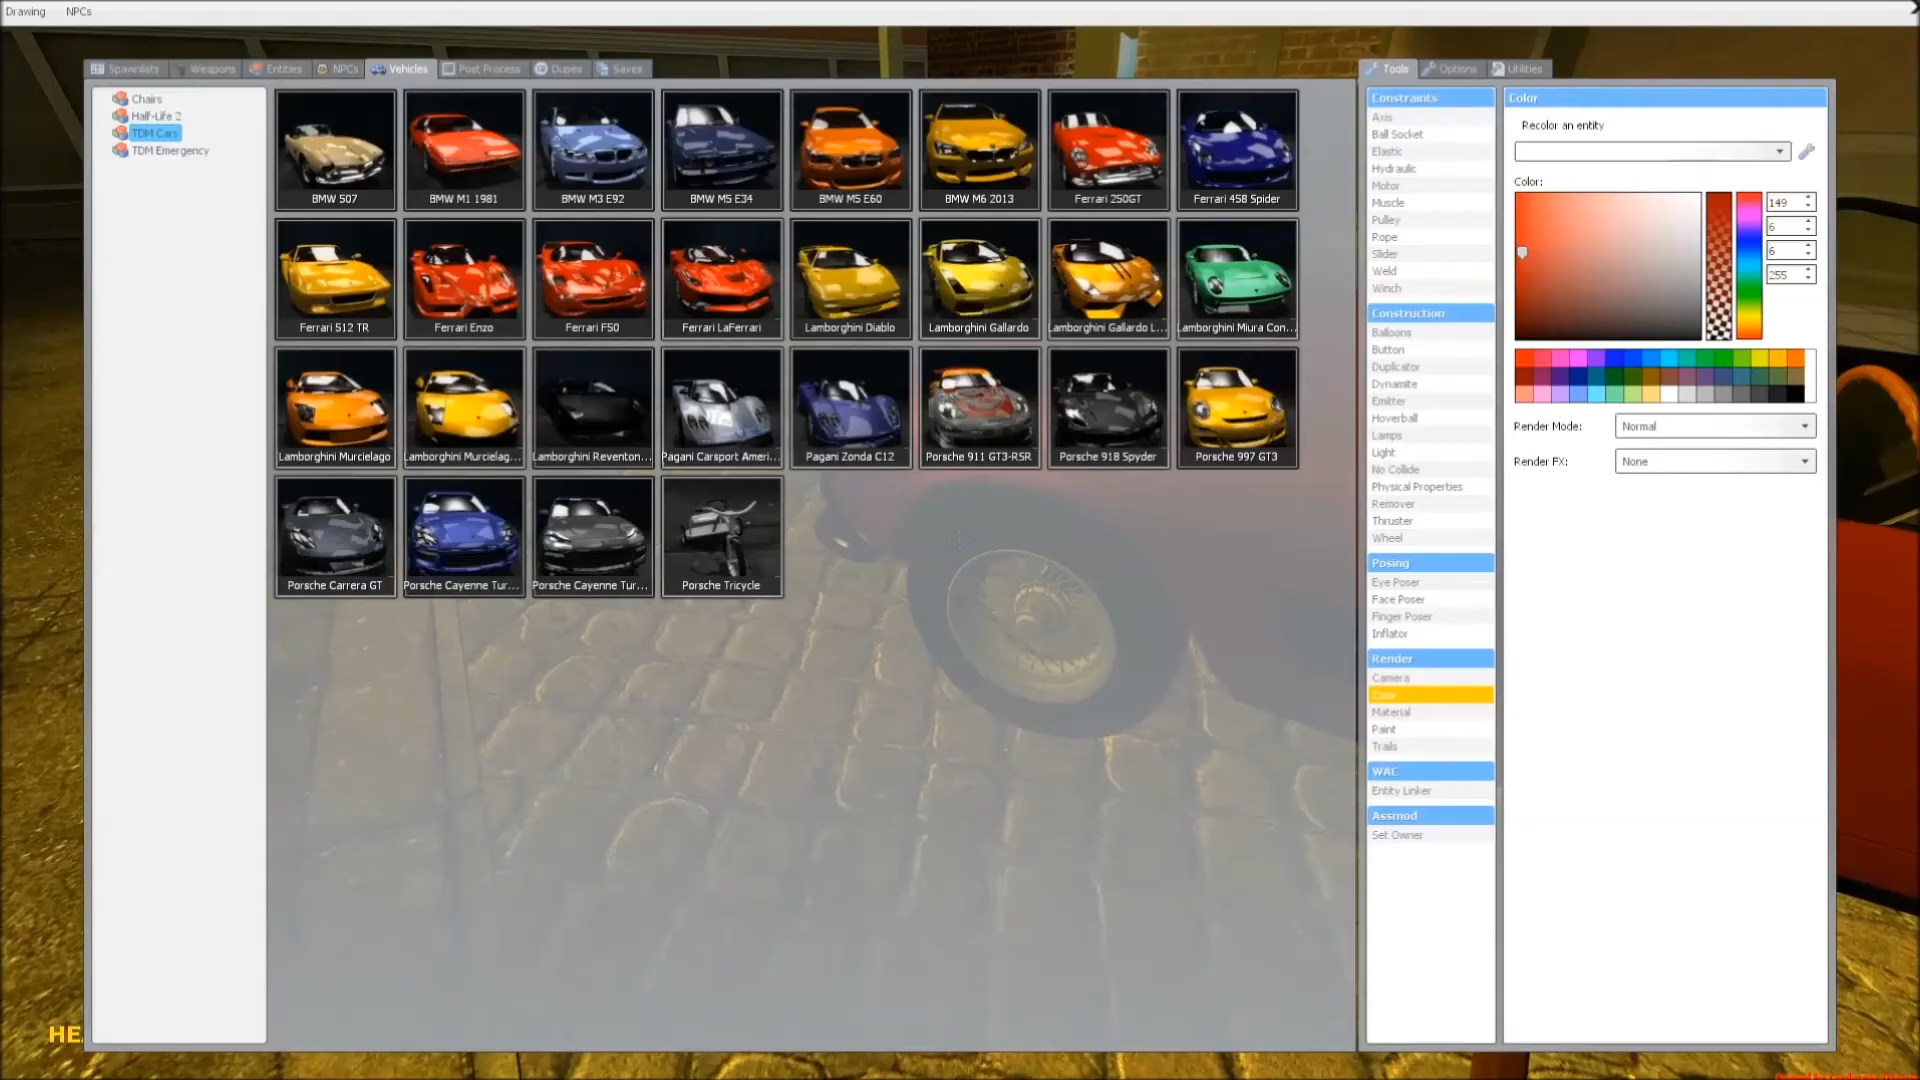 Drawing NPCs
Spawnlists Weapons Entities NPCs Vehicles Post Process Dupes Saves
Chairs
Half-Life 2
TDM Cars
TDM Emergency
BMW 507 BMW M1 1981 BMW M3 E92 BMW M5 E34 BMW M5 E60 BMW M6 2013 Ferrari 250GT Ferrari 458 Spider
Ferrari 512 TR Ferrari Enzo Ferrari F50 Ferrari LaFerrari Lamborghini Diablo Lamborghini Gallardo Lamborghini Gallardo L... Lamborghini Miura Con...
Lamborghini Murcielago Lamborghini Murcielag... Lamborghini Reventon... Pagani Carsport Ameri... Pagani Zonda C12 Porsche 911 GT3-RSR Porsche 918 Spyder Porsche 997 GT3
Porsche Carrera GT Porsche Cayenne Tur... Porsche Cayenne Tur... Porsche Tricycle
HE
Tools Options Utilities
Constraints
Axis
Ball Socket
Elastic
Hydraulic
Motor
Muscle
Pulley
Rope
Slider
Weld
Winch
Construction
Balloons
Button
Duplicator
Dynamite
Emitter
Hoverball
Lamps
Light
No Collide
Physical Properties
Remover
Thruster
Wheel
Posing
Eye Poser
Face Poser
Finger Poser
Inflator
Render
Camera
Color
Material
Paint
Trails
WAC
Entity Linker
Assmod
Set Owner
Color
Recolor an entity
Color:
149
6
6
255
Render Mode: Normal
Render FX: None